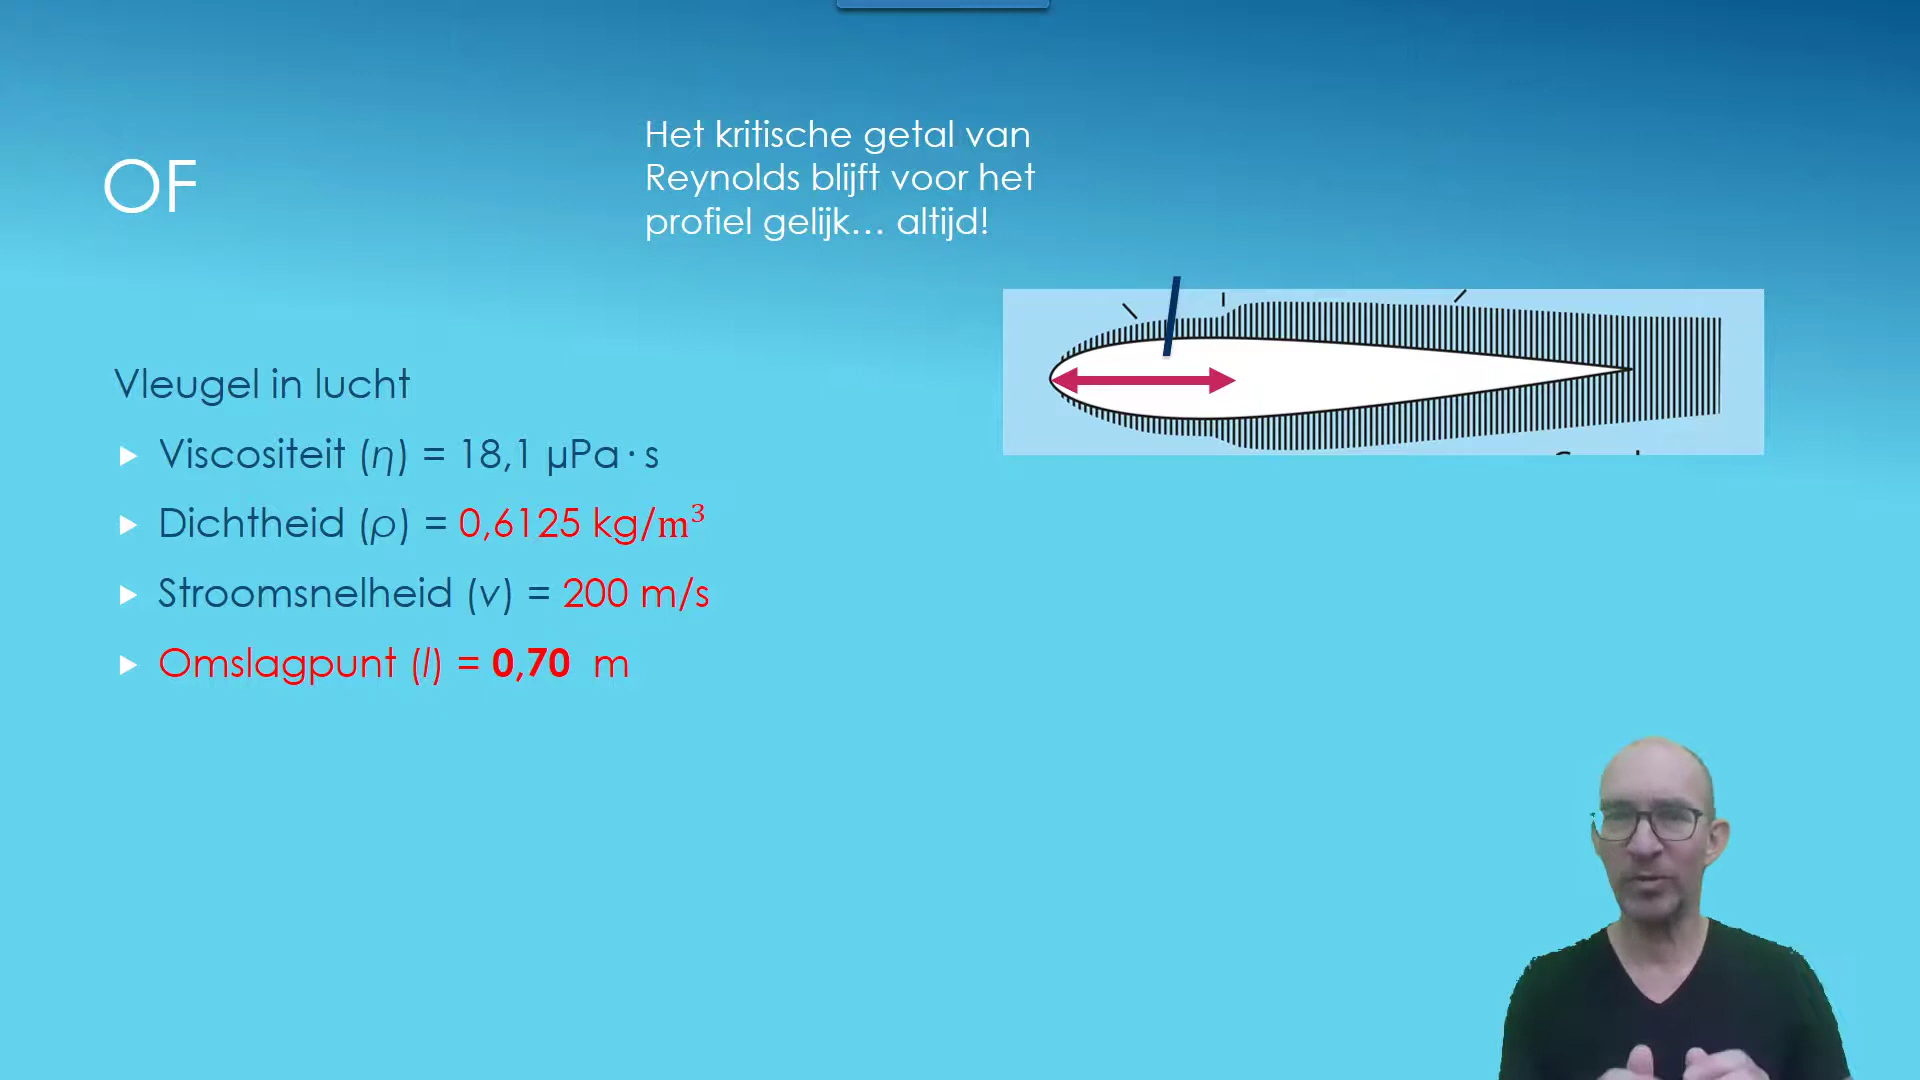 OF
Het kritische getal van
Reynolds blijft voor het
profiel gelijk... altijd!
Vleugel in lucht
Viscositeit (η) = 18,1 µPa·s
Dichtheid (ρ) = 0,6125 kg/m³
Stroomsnelheid (v) = 200 m/s
Omslagpunt (l) = 0,70 m